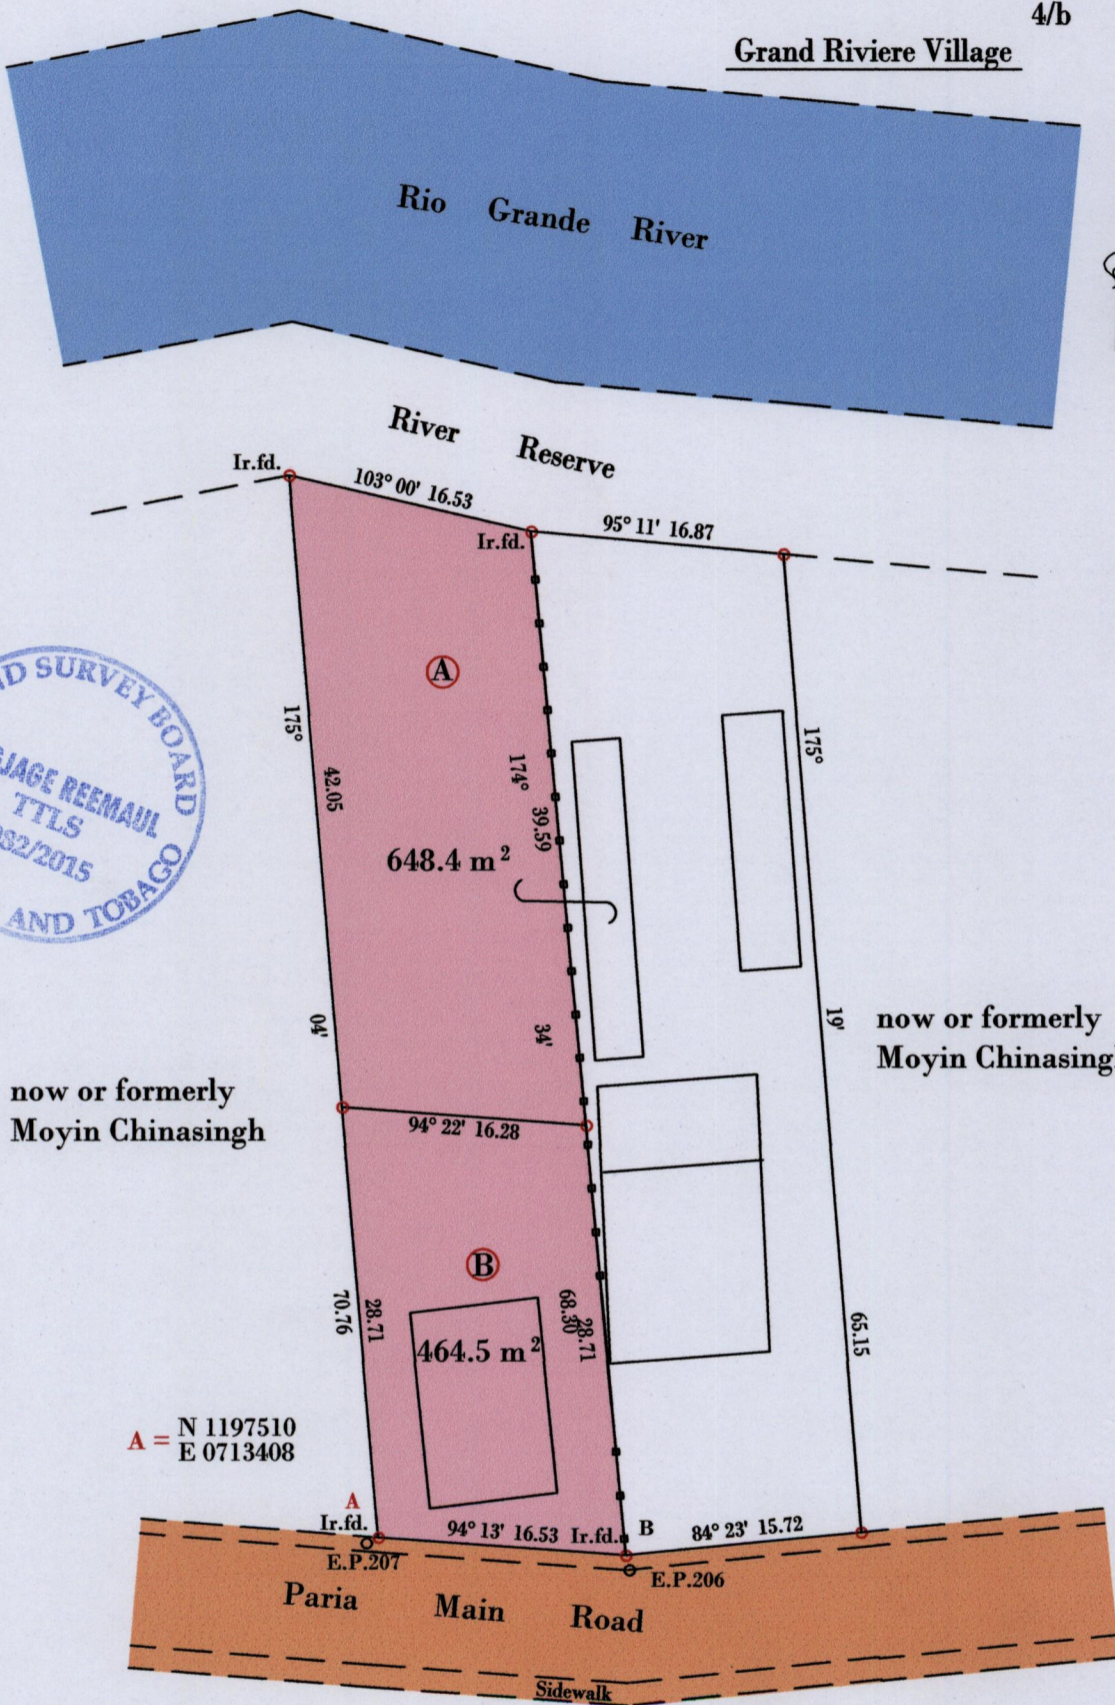 4/b
Grand Riviere Village
Rio Grande River
River Reserve
Ir.fd.
103° 00' 16.53
Ir.fd.
95° 11' 16.87
A
175°
42.05
04'
174°
39.59
34'
175°
19'
65.15
648.4 m²
SURVEY BOARD
REEMAUL
TTLS
2/2015
AND TOBAGO
now or formerly
Moyin Chinasingh
now or formerly
Moyin
94° 22' 16.28
B
70.76
28.71
68.30
28.71
464.5 m²
A = N 1197510
E 0713408
A
Ir.fd.
94° 13' 16.53
Ir.fd.
B
84° 23' 15.72
E.P.207
E.P.206
Paria Main Road
Sidewalk